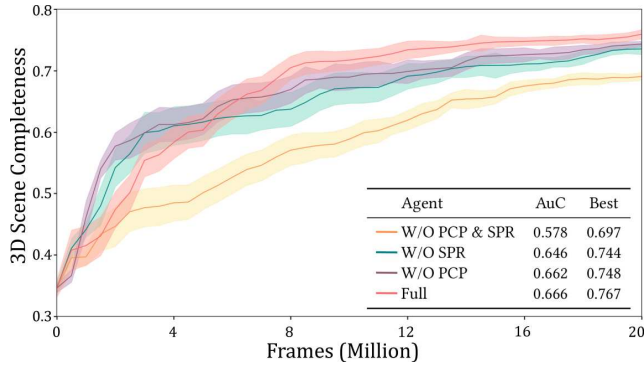 0.8
0.7
0.6
0.5
0.4
0.3
3D Scene Completeness
Agent AuC Best
W/O PCP & SPR 0.578 0.697
W/O SPR 0.646 0.744
W/O PCP 0.662 0.748
Full 0.666 0.767
0 4 8 12 16 20
Frames (Million)